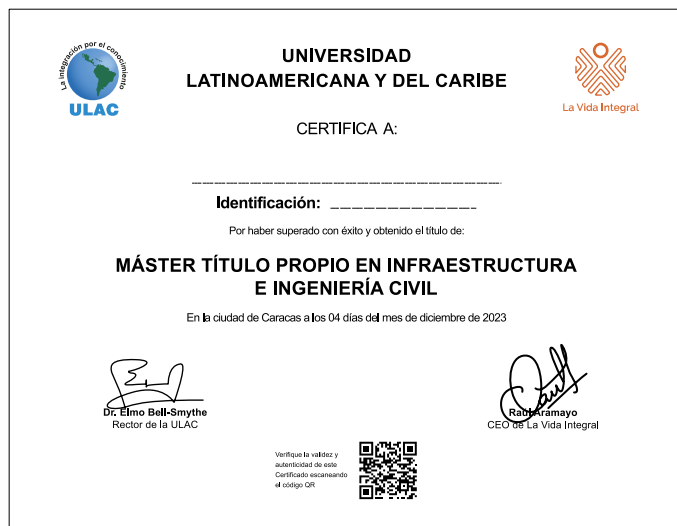 La integración por el conocimiento
ULAC
UNIVERSIDAD
LATINOAMERICANA Y DEL CARIBE
La Vida Integral
CERTIFICA A:
Identificación:
Por haber superado con éxito y obtenido el título de:
MÁSTER TÍTULO PROPIO EN INFRAESTRUCTURA
E INGENIERÍA CIVIL
En la ciudad de Caracas a los 04 días del mes de diciembre de 2023
Dr. Elmo Bell-Smythe
Rector de la ULAC
Raúl Aramayo
CEO de La Vida Integral
Verifique la validez y
autenticidad de este
Certificado escaneando
el código QR